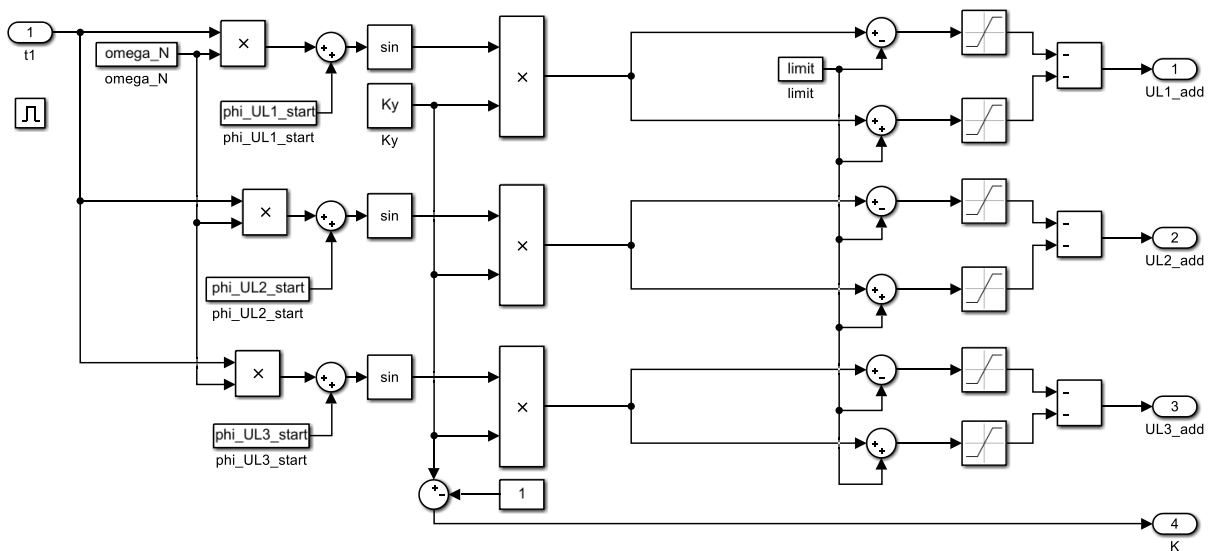 1
t1
omega_N
omega_N
×
+
+
sin
phi_UL1_start
phi_UL1_start
Ky
Ky
×
limit
limit
+
-
+
+
-
-
1
UL1_add
×
+
+
sin
phi_UL2_start
phi_UL2_start
×
+
-
+
+
-
-
2
UL2_add
×
+
+
sin
phi_UL3_start
phi_UL3_start
×
+
-
+
+
-
-
3
UL3_add
+
-
1
4
K